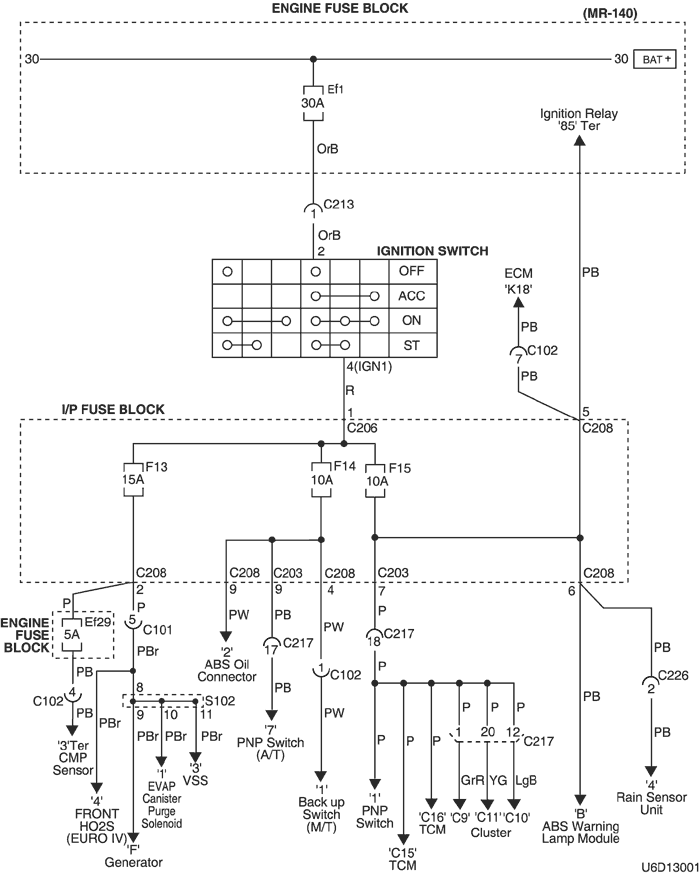 ENGINE FUSE BLOCK
(MR-140)
30
30
BAT +
Ef1
30A
Ignition Relay
'85' Ter
OrB
C213
1
OrB
2
IGNITION SWITCH
OFF
ACC
ON
ST
PB
ECM
'K18'
PB
C102
7
PB
4(IGN1)
R
1
C206
5
C208
I/P FUSE BLOCK
F13
15A
F14
10A
F15
10A
C208
2
C208
9
C203
9
C208
4
C203
7
C208
6
P
P
ENGINE
FUSE
BLOCK
Ef29
5A
5
C101
PBr
PW
'2'
ABS Oil
Connector
PB
17
C217
PB
'7'
PNP Switch
(A/T)
PW
1
C102
PW
'1'
Back up
Switch
(M/T)
P
18
C217
P
PB
C226
2
PB
'4'
Rain Sensor
Unit
PB
PB
4
C102
PB
'3'Ter
CMP
Sensor
PBr
8
S102
9
10
11
PBr
PBr
PBr
'4'
FRONT
HO2S
(EURO IV)
'F'
Generator
'1'
EVAP
Canister
Purge
Solenoid
'3'
VSS
P
P
P
P
P
P
1
20
12
C217
GrR
YG
LgB
'1'
PNP
Switch
'C15'
TCM
'C16'
TCM
'C9'
'C11'
'C10'
Cluster
'B'
ABS Warning
Lamp Module
U6D13001